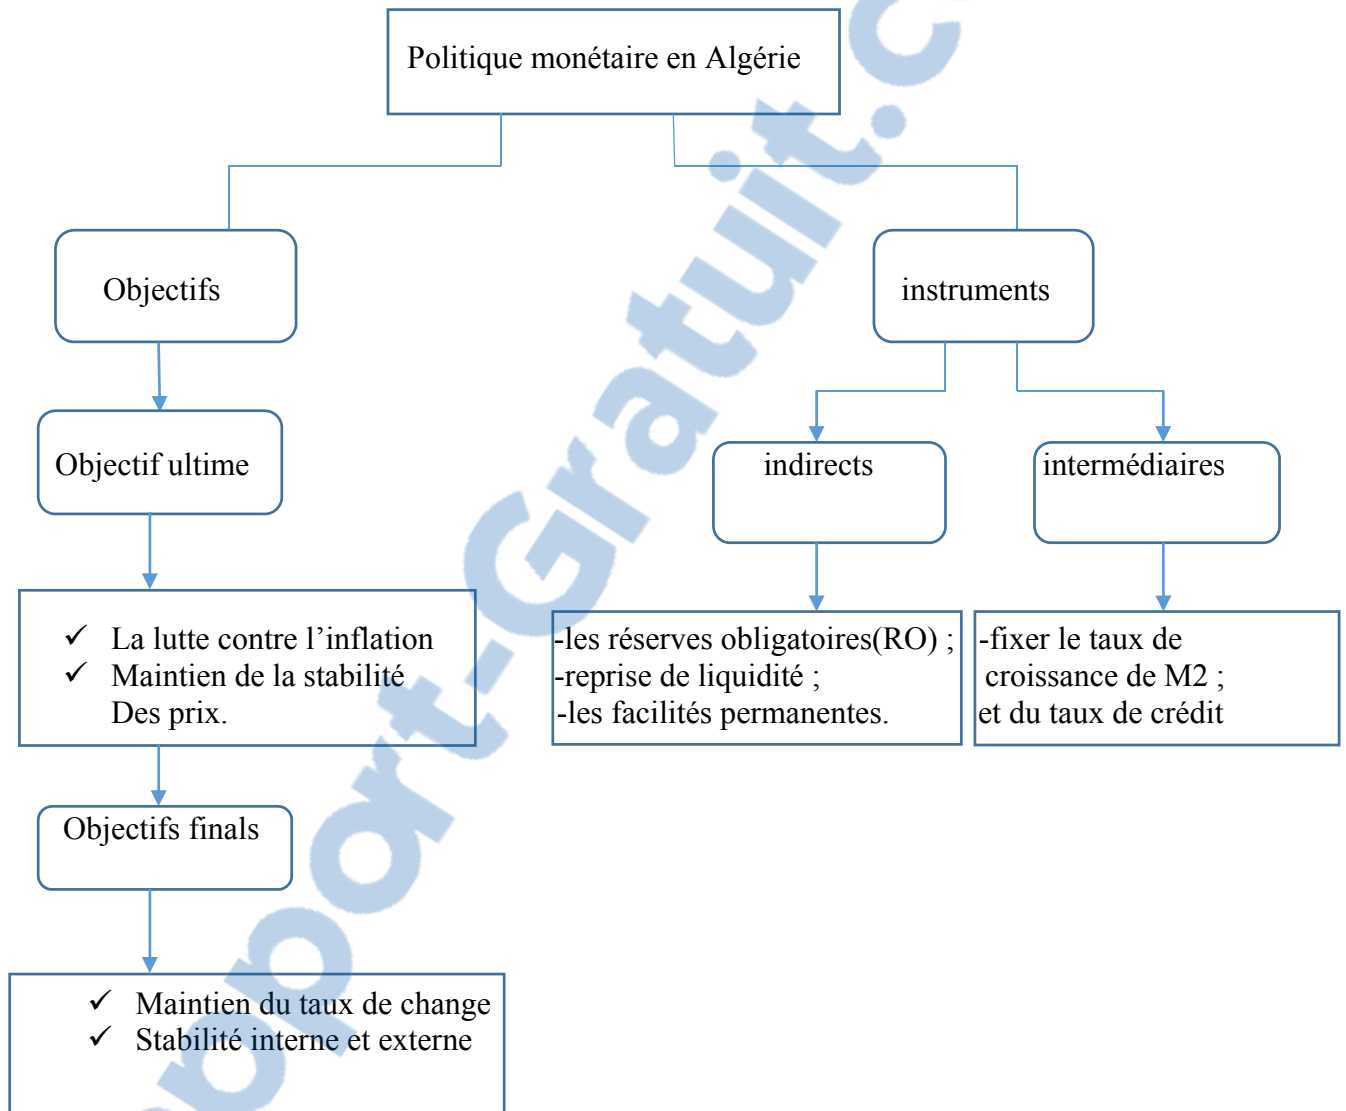 Politique monétaire en Algérie
Objectifs
instruments
Objectif ultime
indirects
intermédiaires
✓ La lutte contre l’inflation
✓ Maintien de la stabilité
Des prix.
-les réserves obligatoires(RO) ;
-reprise de liquidité ;
-les facilités permanentes.
-fixer le taux de
croissance de M2 ;
et du taux de crédit
Objectifs finals
✓ Maintien du taux de change
✓ Stabilité interne et externe
pport-Gratuit.c